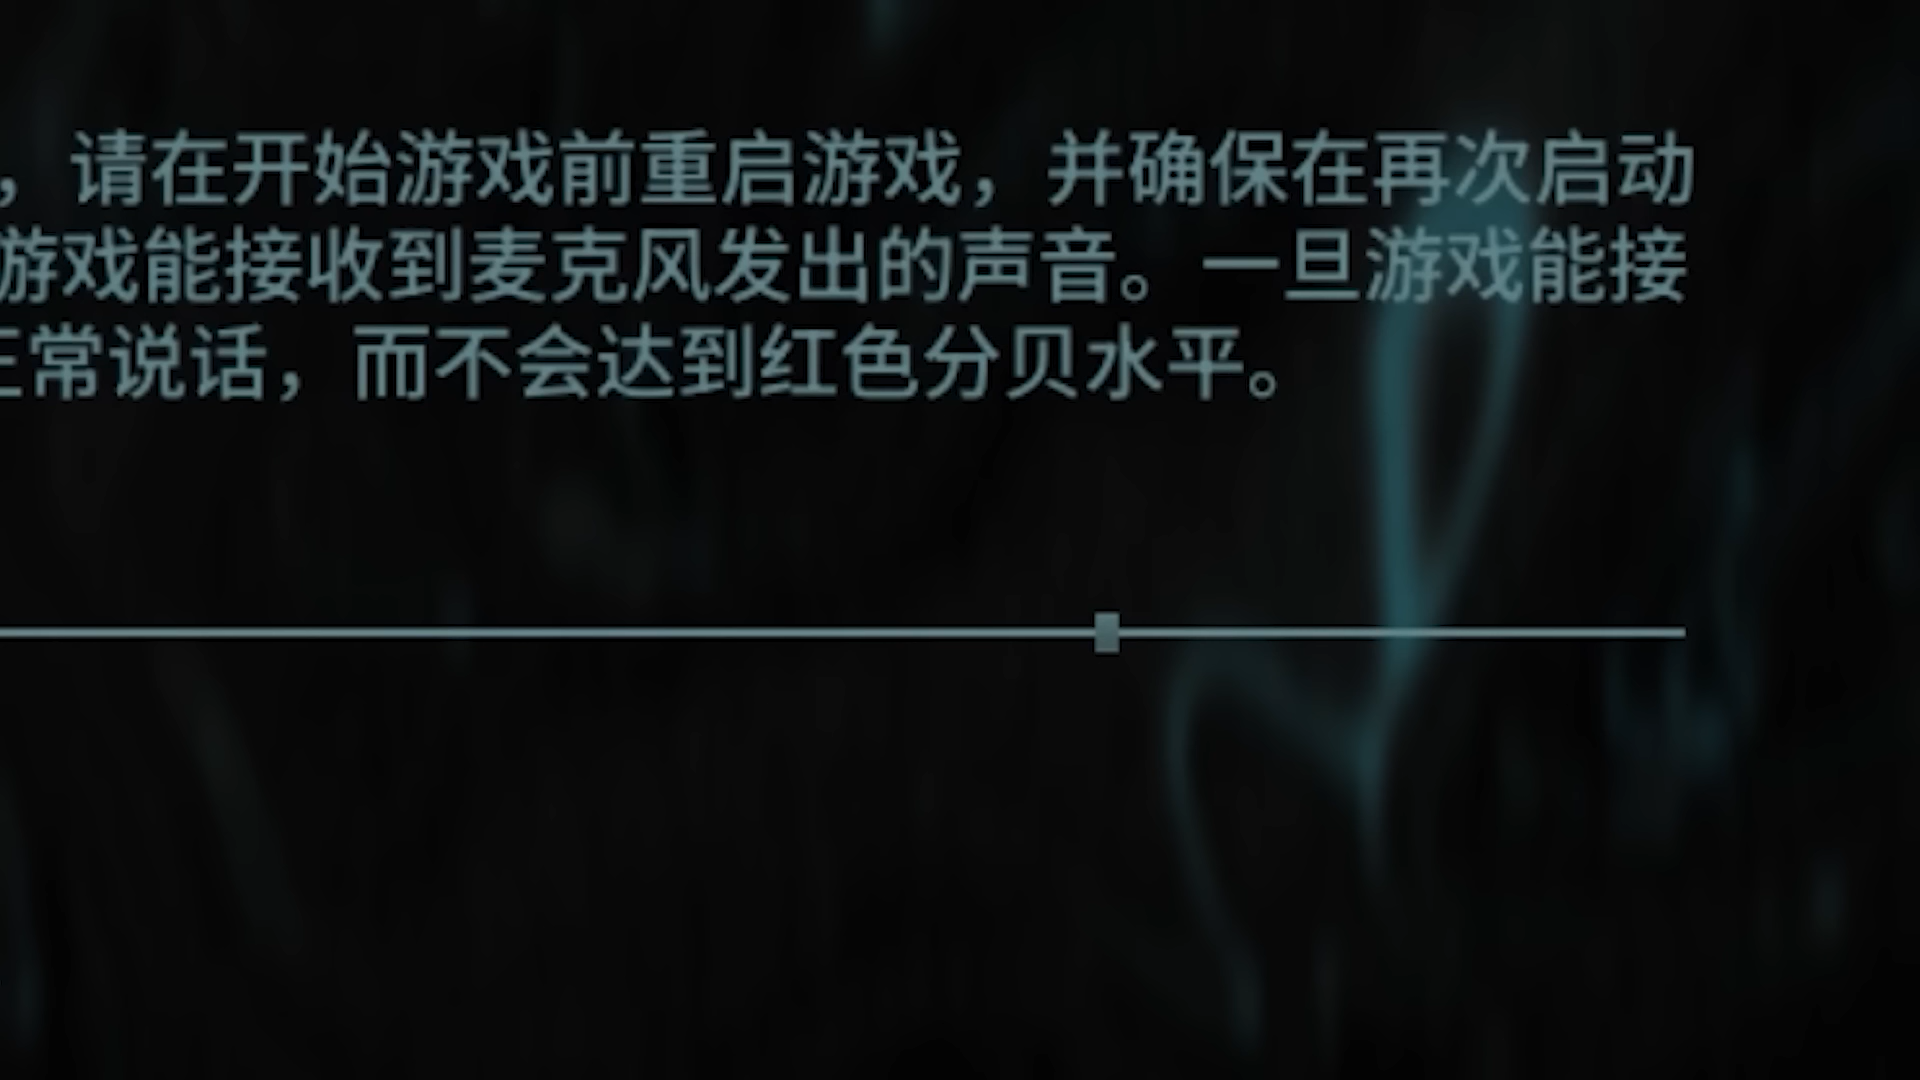 ，请在开始游戏前重启游戏，并确保在再次启动
游戏能接收到麦克风发出的声音。一旦游戏能接
正常说话，而不会达到红色分贝水平。